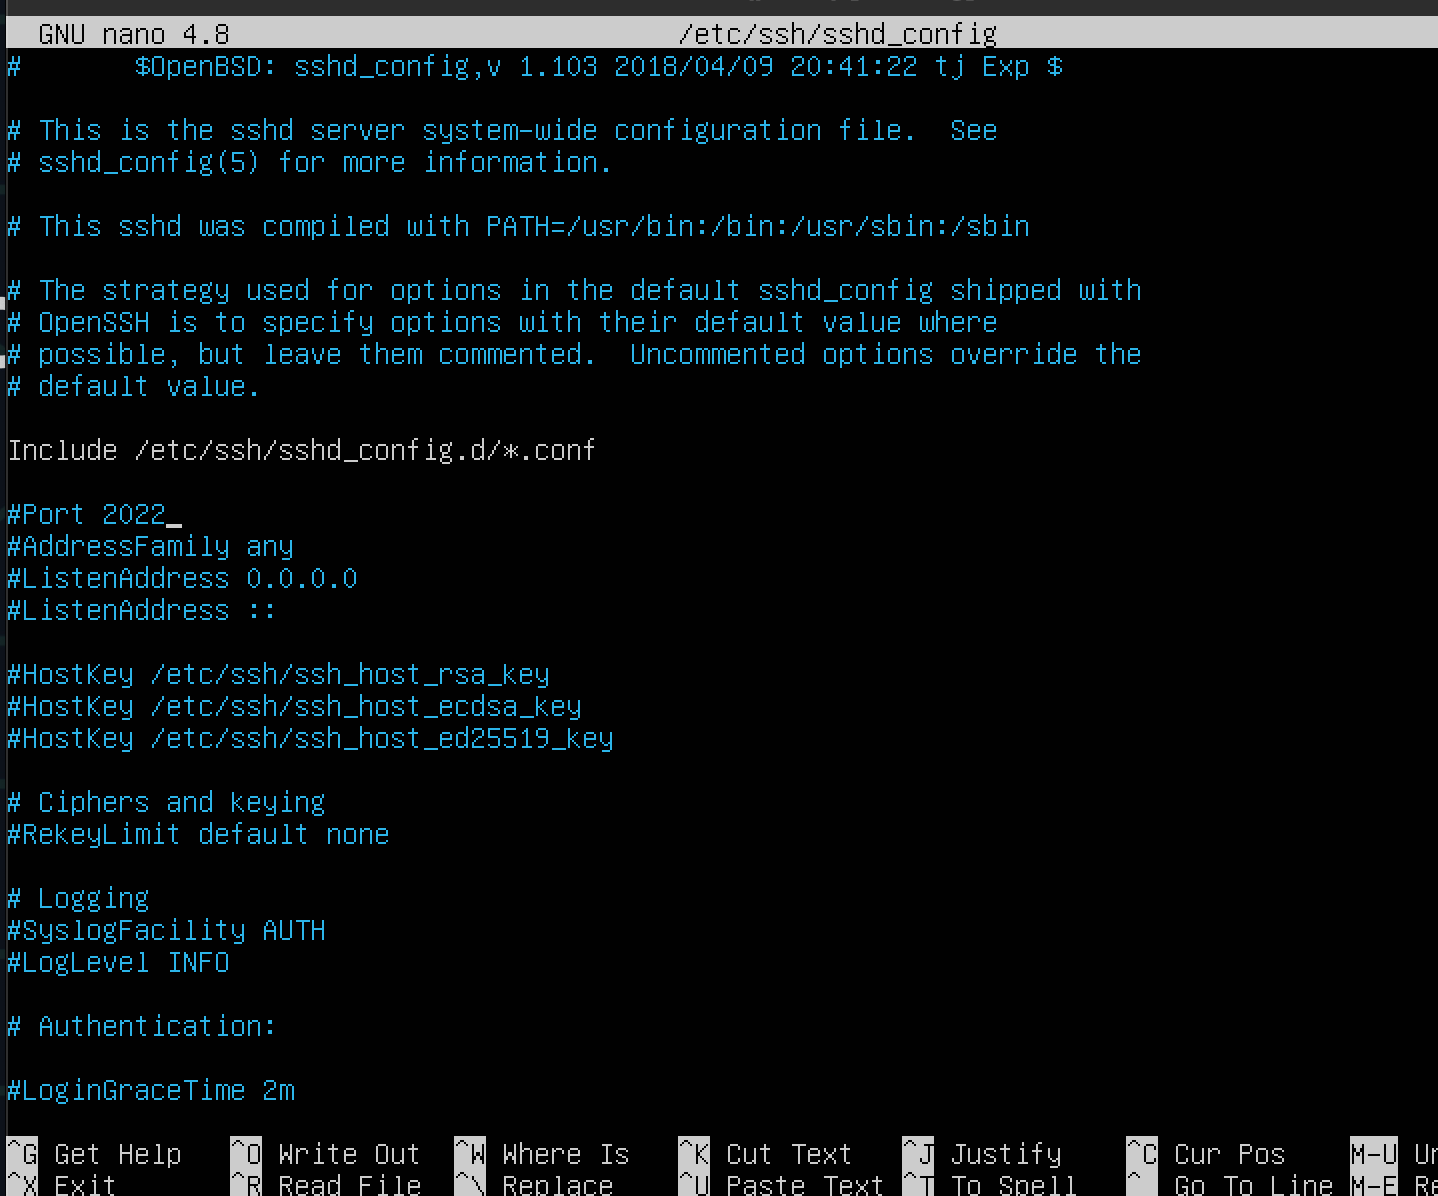 GNU nano 4.8 /etc/ssh/sshd_config
# $OpenBSD: sshd_config,v 1.103 2018/04/09 20:41:22 tj Exp $
# This is the sshd server system-wide configuration file.  See
# sshd_config(5) for more information.
# This sshd was compiled with PATH=/usr/bin:/bin:/usr/sbin:/sbin
# The strategy used for options in the default sshd_config shipped with
# OpenSSH is to specify options with their default value where
# possible, but leave them commented.  Uncommented options override the
# default value.
Include /etc/ssh/sshd_config.d/*.conf
#Port 2022
#AddressFamily any
#ListenAddress 0.0.0.0
#ListenAddress ::
#HostKey /etc/ssh/ssh_host_rsa_key
#HostKey /etc/ssh/ssh_host_ecdsa_key
#HostKey /etc/ssh/ssh_host_ed25519_key
# Ciphers and keying
#RekeyLimit default none
# Logging
#SyslogFacility AUTH
#LogLevel INFO
# Authentication:
#LoginGraceTime 2m
^G Get Help ^O Write Out ^W Where Is ^K Cut Text ^J Justify ^C Cur Pos M-U
^X Exit ^R Read File ^\ Replace ^U Paste Text ^T To Spell ^_ Go To Line M-E